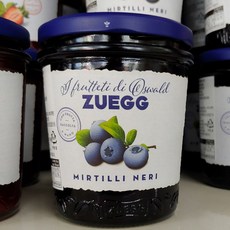 I frutteti di Oswald
ZUEGG
MIRTILLI NERI